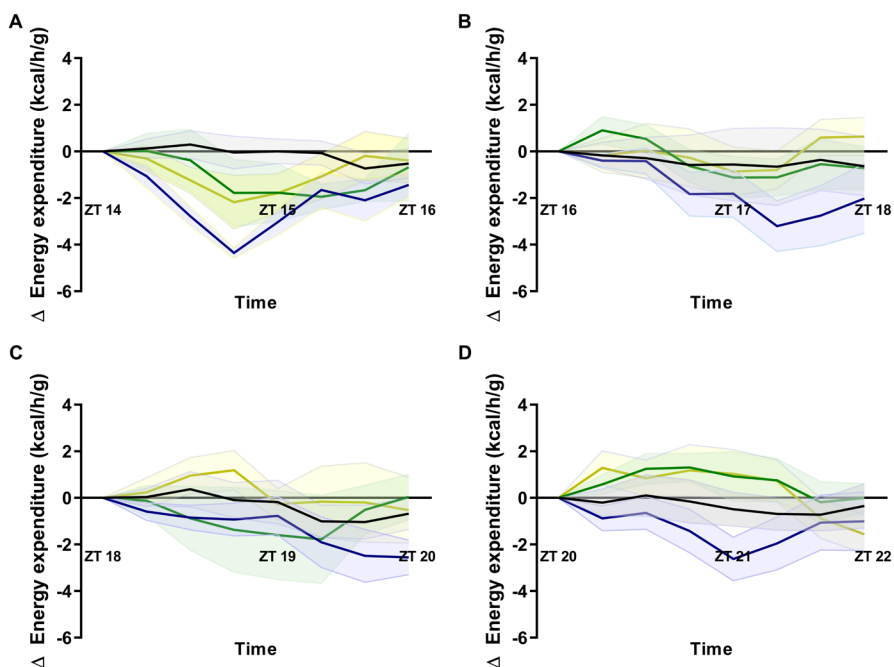 A
Δ Energy expenditure (kcal/h/g)
4
2
0
-2
-4
-6
ZT 14
ZT 15
ZT 16
Time
B
Δ Energy expenditure (kcal/h/g)
4
2
0
-2
-4
-6
ZT 16
ZT 17
ZT 18
Time
C
Δ Energy expenditure (kcal/h/g)
4
2
0
-2
-4
-6
ZT 18
ZT 19
ZT 20
Time
D
Δ Energy expenditure (kcal/h/g)
4
2
0
-2
-4
-6
ZT 20
ZT 21
ZT 22
Time